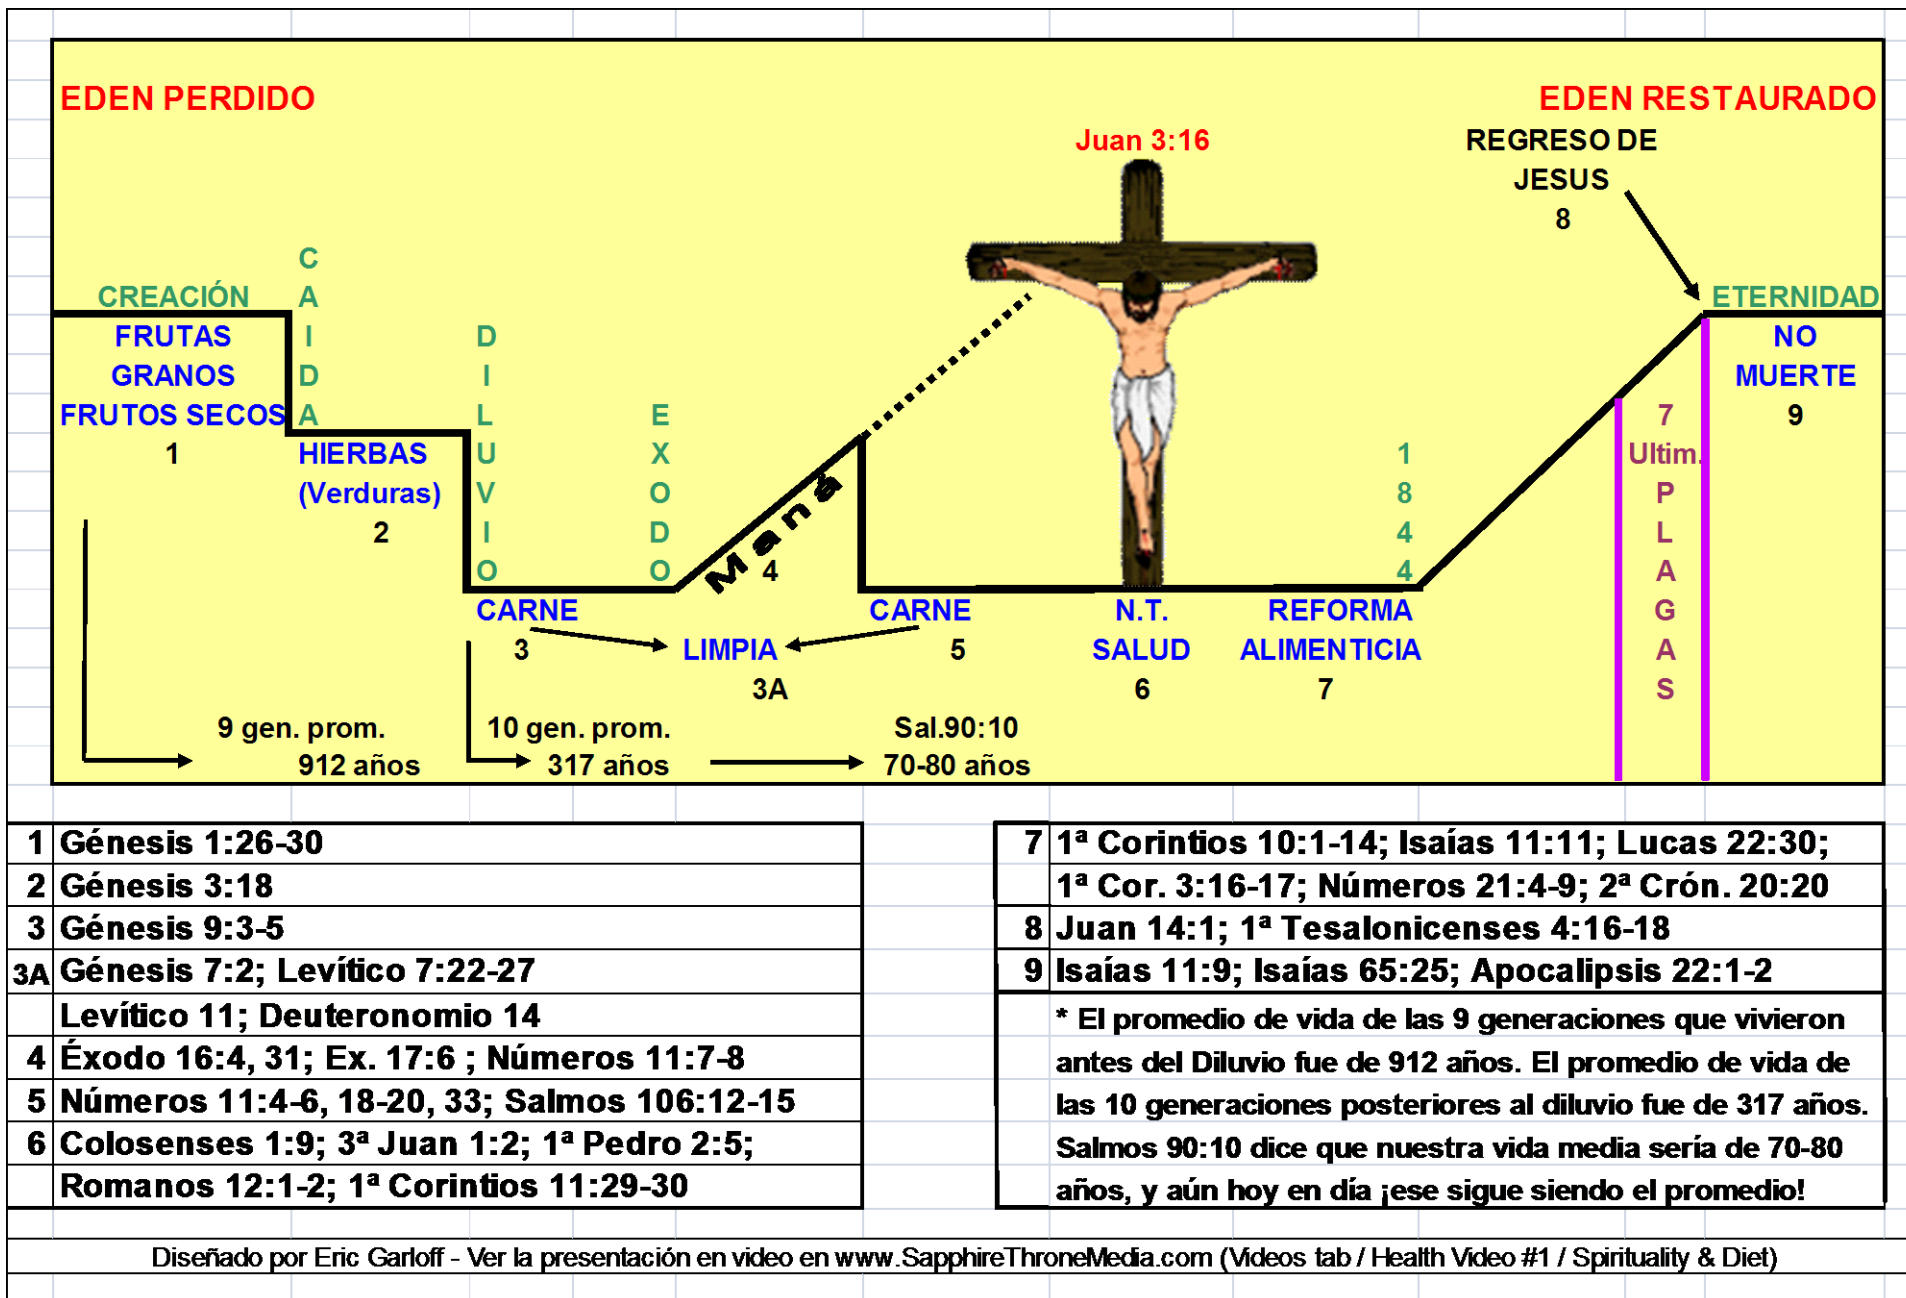 EDEN PERDIDO
EDEN RESTAURADO
Juan 3:16
REGRESO DE
JESUS
8
CREACIÓN
FRUTAS
GRANOS
FRUTOS SECOS
1
CAIDA
HIERBAS
(Verduras)
2
DILUVIO
CARNE
3
EXODO
Maná
4
LIMPIA
3A
CARNE
5
N.T.
SALUD
6
REFORMA
ALIMENTICIA
7
1844
7
Ultim.
PLAGAS
ETERNIDAD
NO
MUERTE
9
9 gen. prom.
912 años
10 gen. prom.
317 años
Sal.90:10
70-80 años
1 Génesis 1:26-30
2 Génesis 3:18
3 Génesis 9:3-5
3A Génesis 7:2; Levítico 7:22-27
Levítico 11; Deuteronomio 14
4 Éxodo 16:4, 31; Ex. 17:6 ; Números 11:7-8
5 Números 11:4-6, 18-20, 33; Salmos 106:12-15
6 Colosenses 1:9; 3ª Juan 1:2; 1ª Pedro 2:5;
Romanos 12:1-2; 1ª Corintios 11:29-30
7 1ª Corintios 10:1-14; Isaías 11:11; Lucas 22:30;
1ª Cor. 3:16-17; Números 21:4-9; 2ª Crón. 20:20
8 Juan 14:1; 1ª Tesalonicenses 4:16-18
9 Isaías 11:9; Isaías 65:25; Apocalipsis 22:1-2
* El promedio de vida de las 9 generaciones que vivieron
antes del Diluvio fue de 912 años. El promedio de vida de
las 10 generaciones posteriores al diluvio fue de 317 años.
Salmos 90:10 dice que nuestra vida media sería de 70-80
años, y aún hoy en día ¡ese sigue siendo el promedio!
Diseñado por Eric Garloff - Ver la presentación en video en www.SapphireThroneMedia.com (Videos tab / Health Video #1 / Spirituality & Diet)